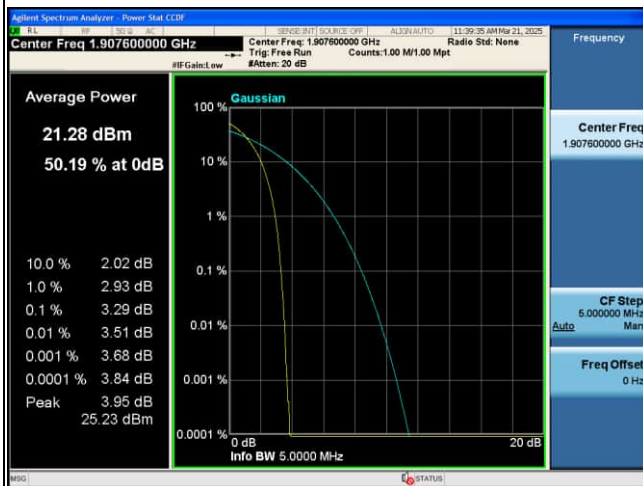 Agilent Spectrum Analyzer - Power Stat CCDF
RL RF 50 Ω AC SENSE:INT SOURCE OFF ALIGN AUTO 11:39:35 AM Mar 21, 2025
Center Freq 1.907600000 GHz
Center Freq: 1.907600000 GHz Radio Std: None
Trig: Free Run Counts:1.00 M/1.00 Mpt
#IFGain:Low #Atten: 20 dB
Frequency
Average Power
21.28 dBm
50.19 % at 0dB
10.0 % 2.02 dB
1.0 % 2.93 dB
0.1 % 3.29 dB
0.01 % 3.51 dB
0.001 % 3.68 dB
0.0001 % 3.84 dB
Peak 3.95 dB
25.23 dBm
Gaussian
100 %
10 %
1 %
0.1 %
0.01 %
0.001 %
0.0001 %
0 dB 20 dB
Info BW 5.0000 MHz
Center Freq
1.907600000 GHz
CF Step
5.000000 MHz
Auto Man
Freq Offset
0 Hz
MSG STATUS